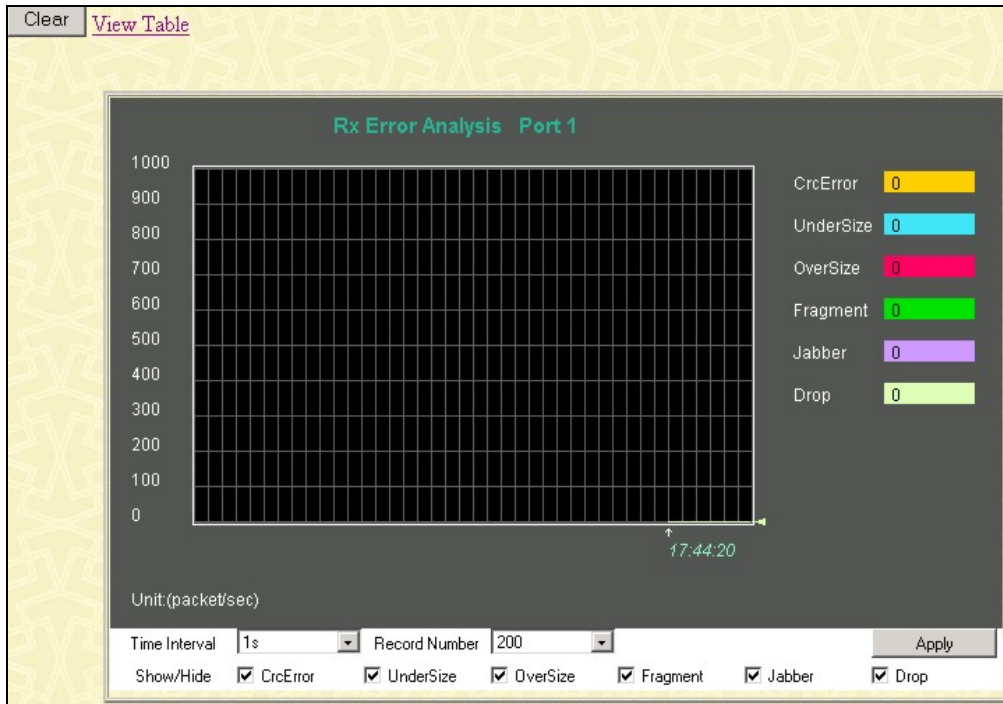 Clear View Table
Rx Error Analysis Port 1
1000
900
800
700
600
500
400
300
200
100
0
17:44:20
CrcError 0
UnderSize 0
OverSize 0
Fragment 0
Jabber 0
Drop 0
Unit:(packet/sec)
Time Interval 1s Record Number 200 Apply
Show/Hide CrcError UnderSize OverSize Fragment Jabber Drop